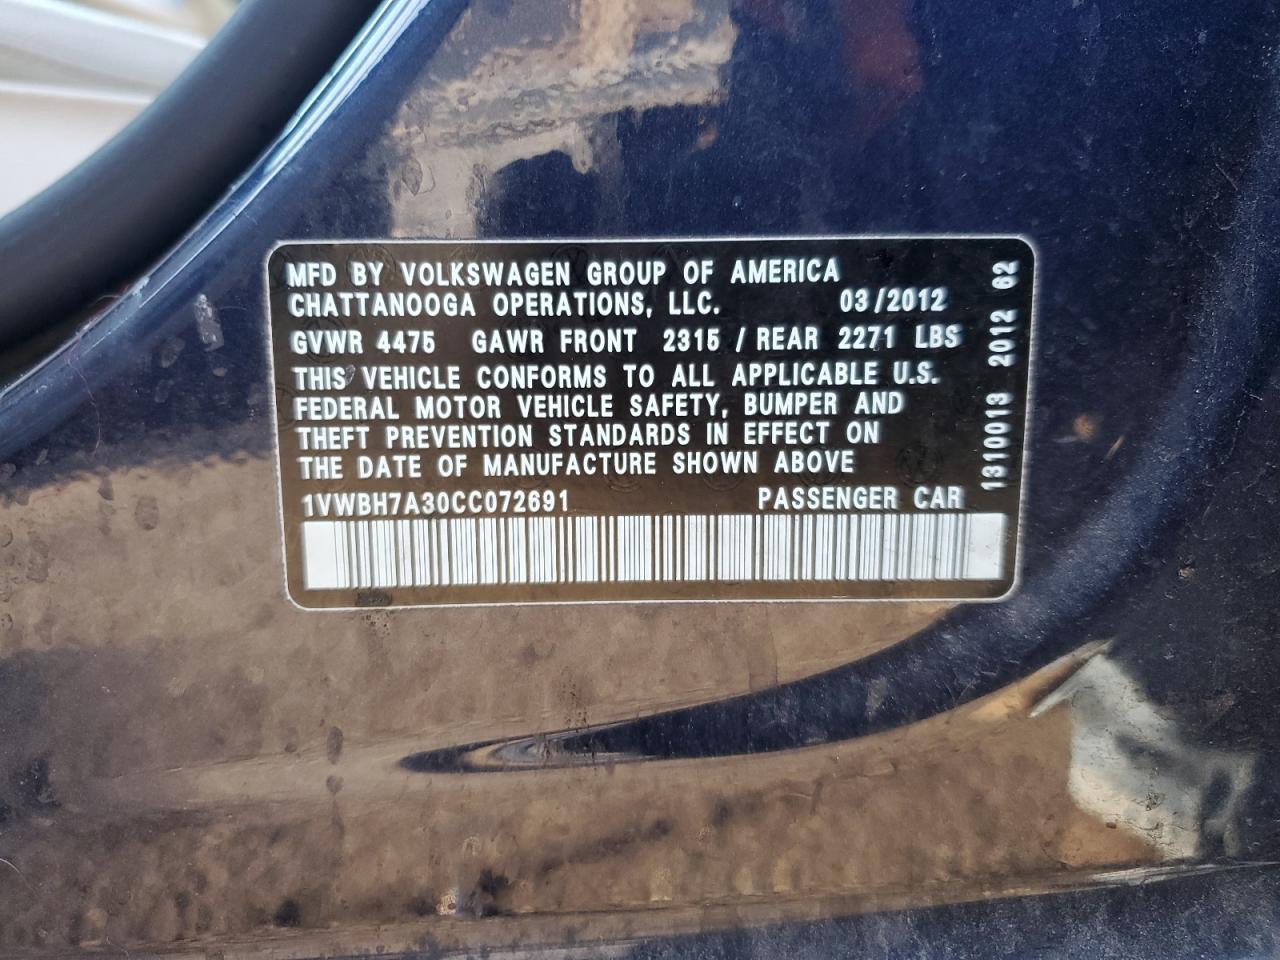 MFD BY VOLKSWAGEN GROUP OF AMERICA
CHATTANOOGA OPERATIONS, LLC. 03/2012
GVWR 4475 GAWR FRONT 2315 / REAR 2271 LBS
THIS VEHICLE CONFORMS TO ALL APPLICABLE U.S.
FEDERAL MOTOR VEHICLE SAFETY, BUMPER AND
THEFT PREVENTION STANDARDS IN EFFECT ON
THE DATE OF MANUFACTURE SHOWN ABOVE
1VWBH7A30CC072691 PASSENGER CAR
1310013 2012 62